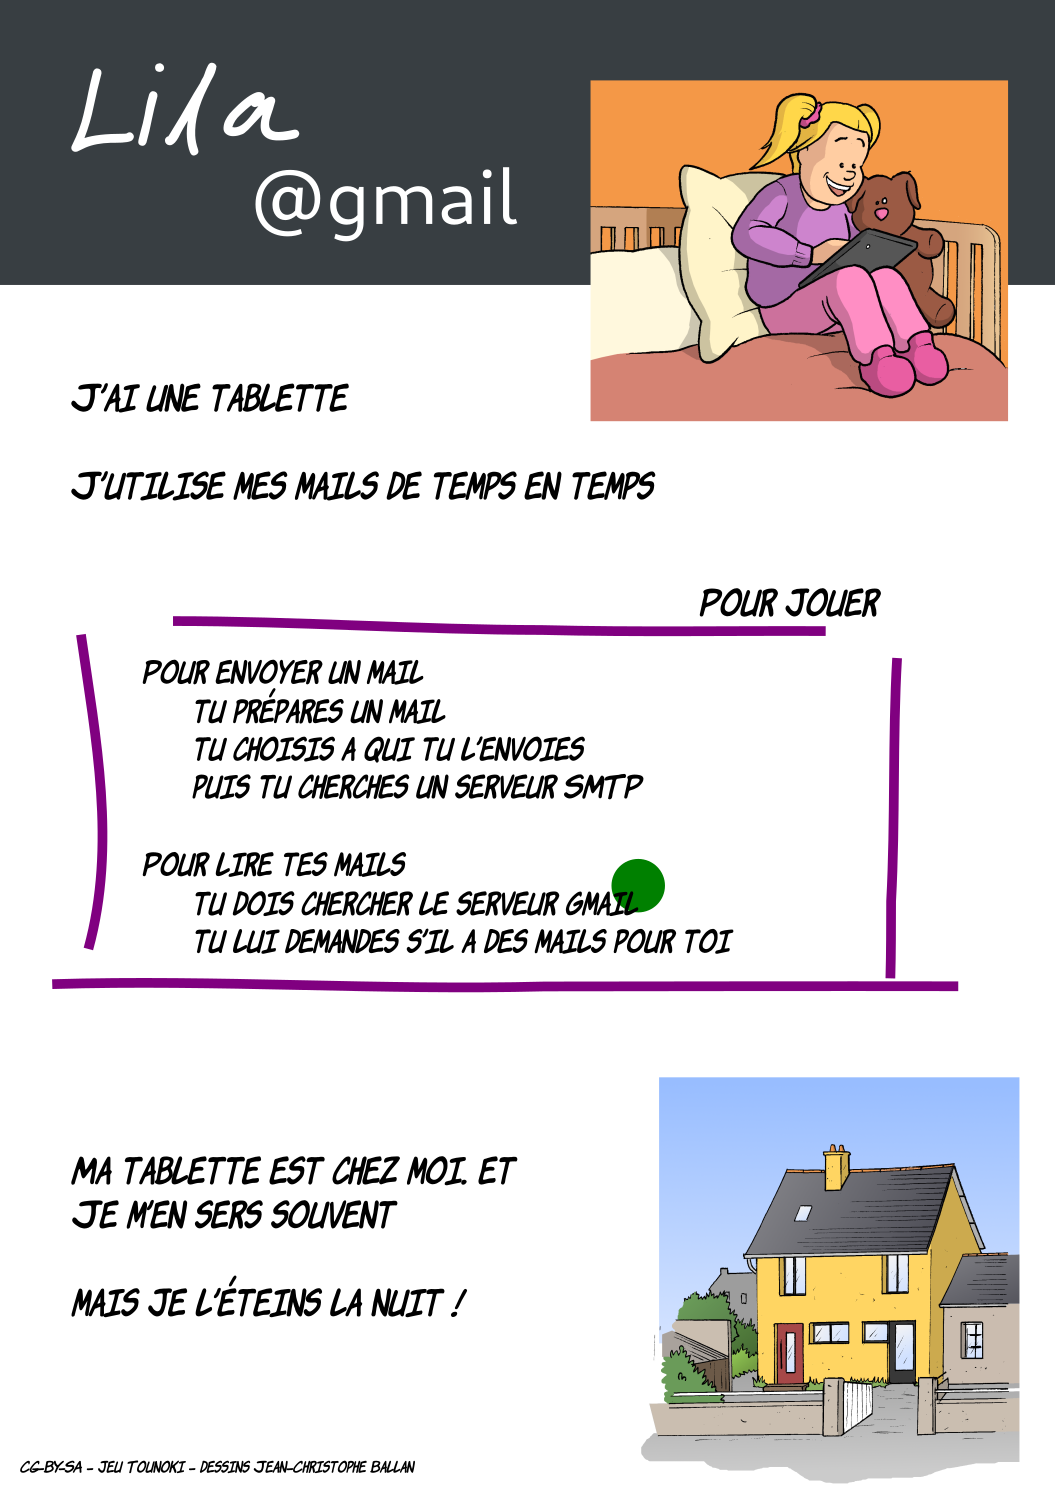 Lila
@gmail
J'AI UNE TABLETTE
J'UTILISE MES MAILS DE TEMPS EN TEMPS
POUR JOUER
POUR ENVOYER UN MAIL
TU PRÉPARES UN MAIL
TU CHOISIS A QUI TU L'ENVOIES
PUIS TU CHERCHES UN SERVEUR SMTP
POUR LIRE TES MAILS
TU DOIS CHERCHER LE SERVEUR GMAIL
TU LUI DEMANDES S'IL A DES MAILS POUR TOI
MA TABLETTE EST CHEZ MOI. ET
JE M'EN SERS SOUVENT
MAIS JE L'ÉTEINS LA NUIT !
CG-BY-SA - JEU TOUNOKI - DESSINS JEAN-CHRISTOPHE BALLAN